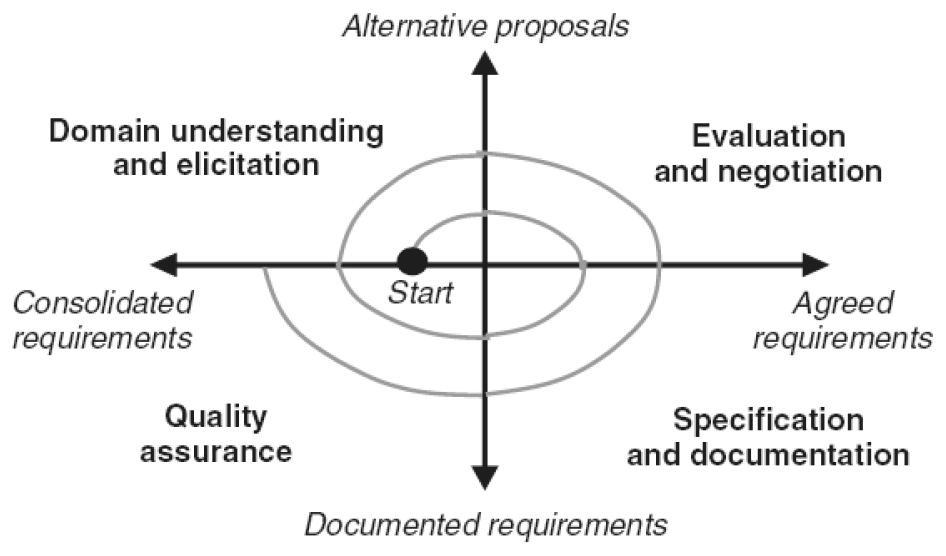 Alternative proposals
Domain understanding
and elicitation
Evaluation
and negotiation
Start
Consolidated
requirements
Agreed
requirements
Quality
assurance
Specification
and documentation
Documented requirements